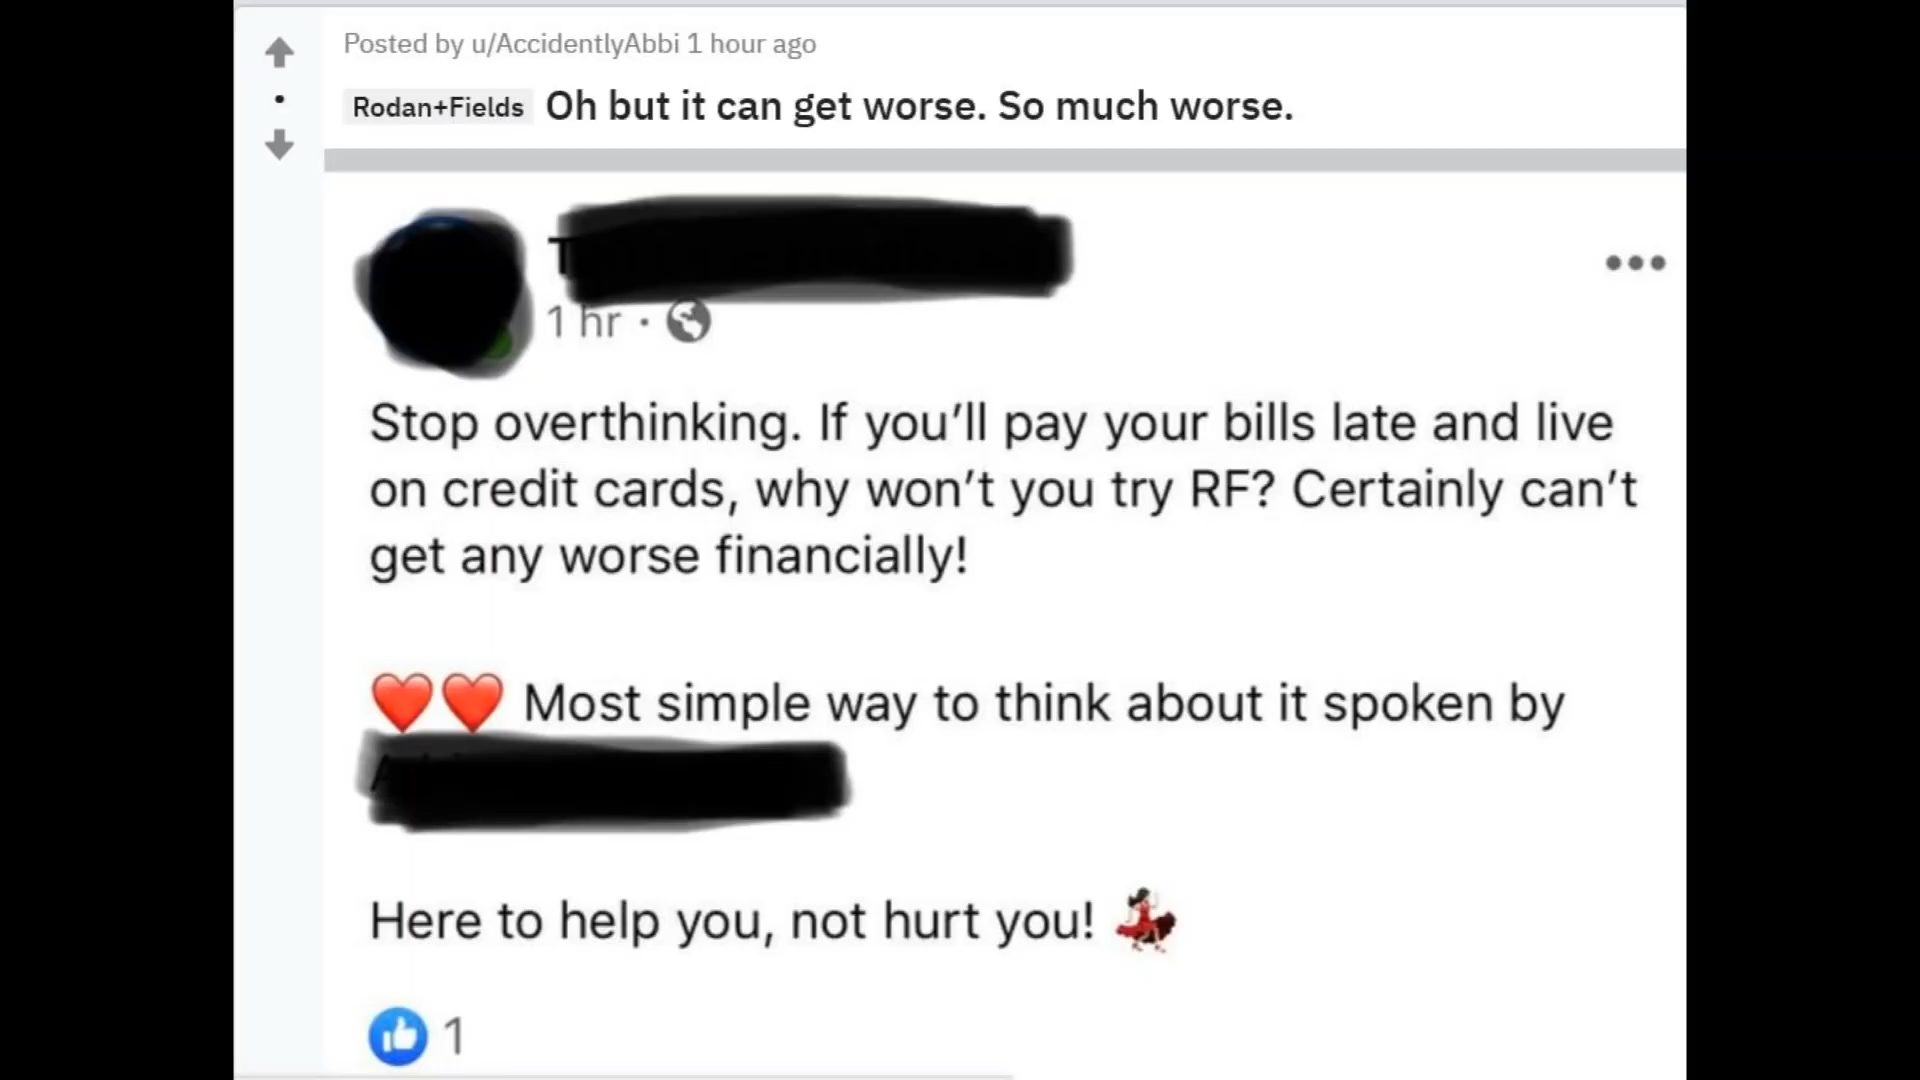 Posted by u/AccidentlyAbbi 1 hour ago
Rodan+Fields Oh but it can get worse. So much worse.
1 hr ·
Stop overthinking. If you’ll pay your bills late and live
on credit cards, why won’t you try RF? Certainly can’t
get any worse financially!
❤️❤️ Most simple way to think about it spoken by
Here to help you, not hurt you! 💃
1